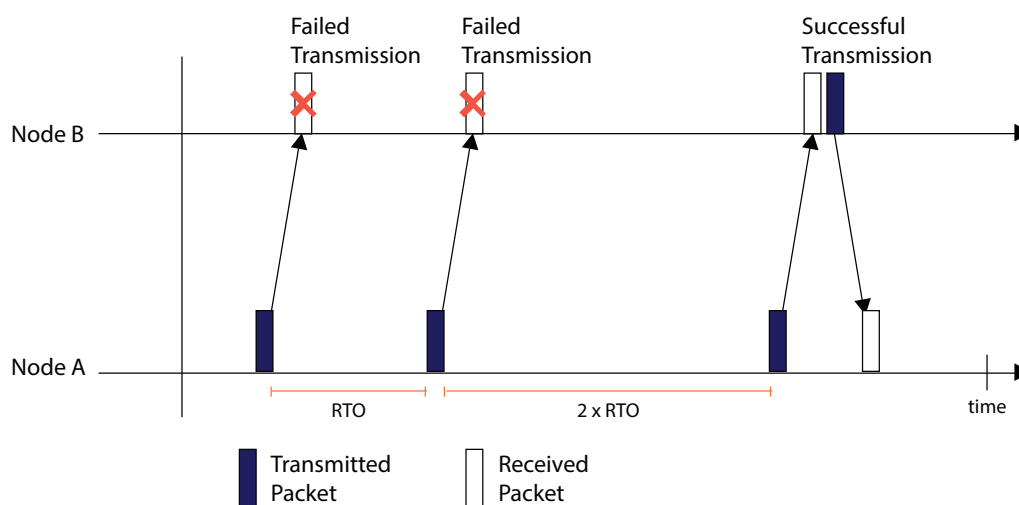 Failed
Transmission
Failed
Transmission
Successful
Transmission
Node B
Node A
RTO
2 x RTO
time
Transmitted
Packet
Received
Packet